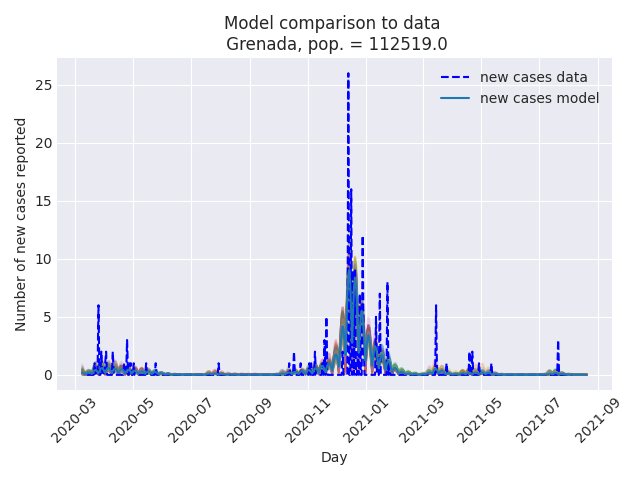 Model comparison to data
Grenada, pop. = 112519.0
new cases data
new cases model
Number of new cases reported
25
20
15
10
5
0
2020-03
2020-05
2020-07
2020-09
2020-11
2021-01
2021-03
2021-05
2021-07
2021-09
Day